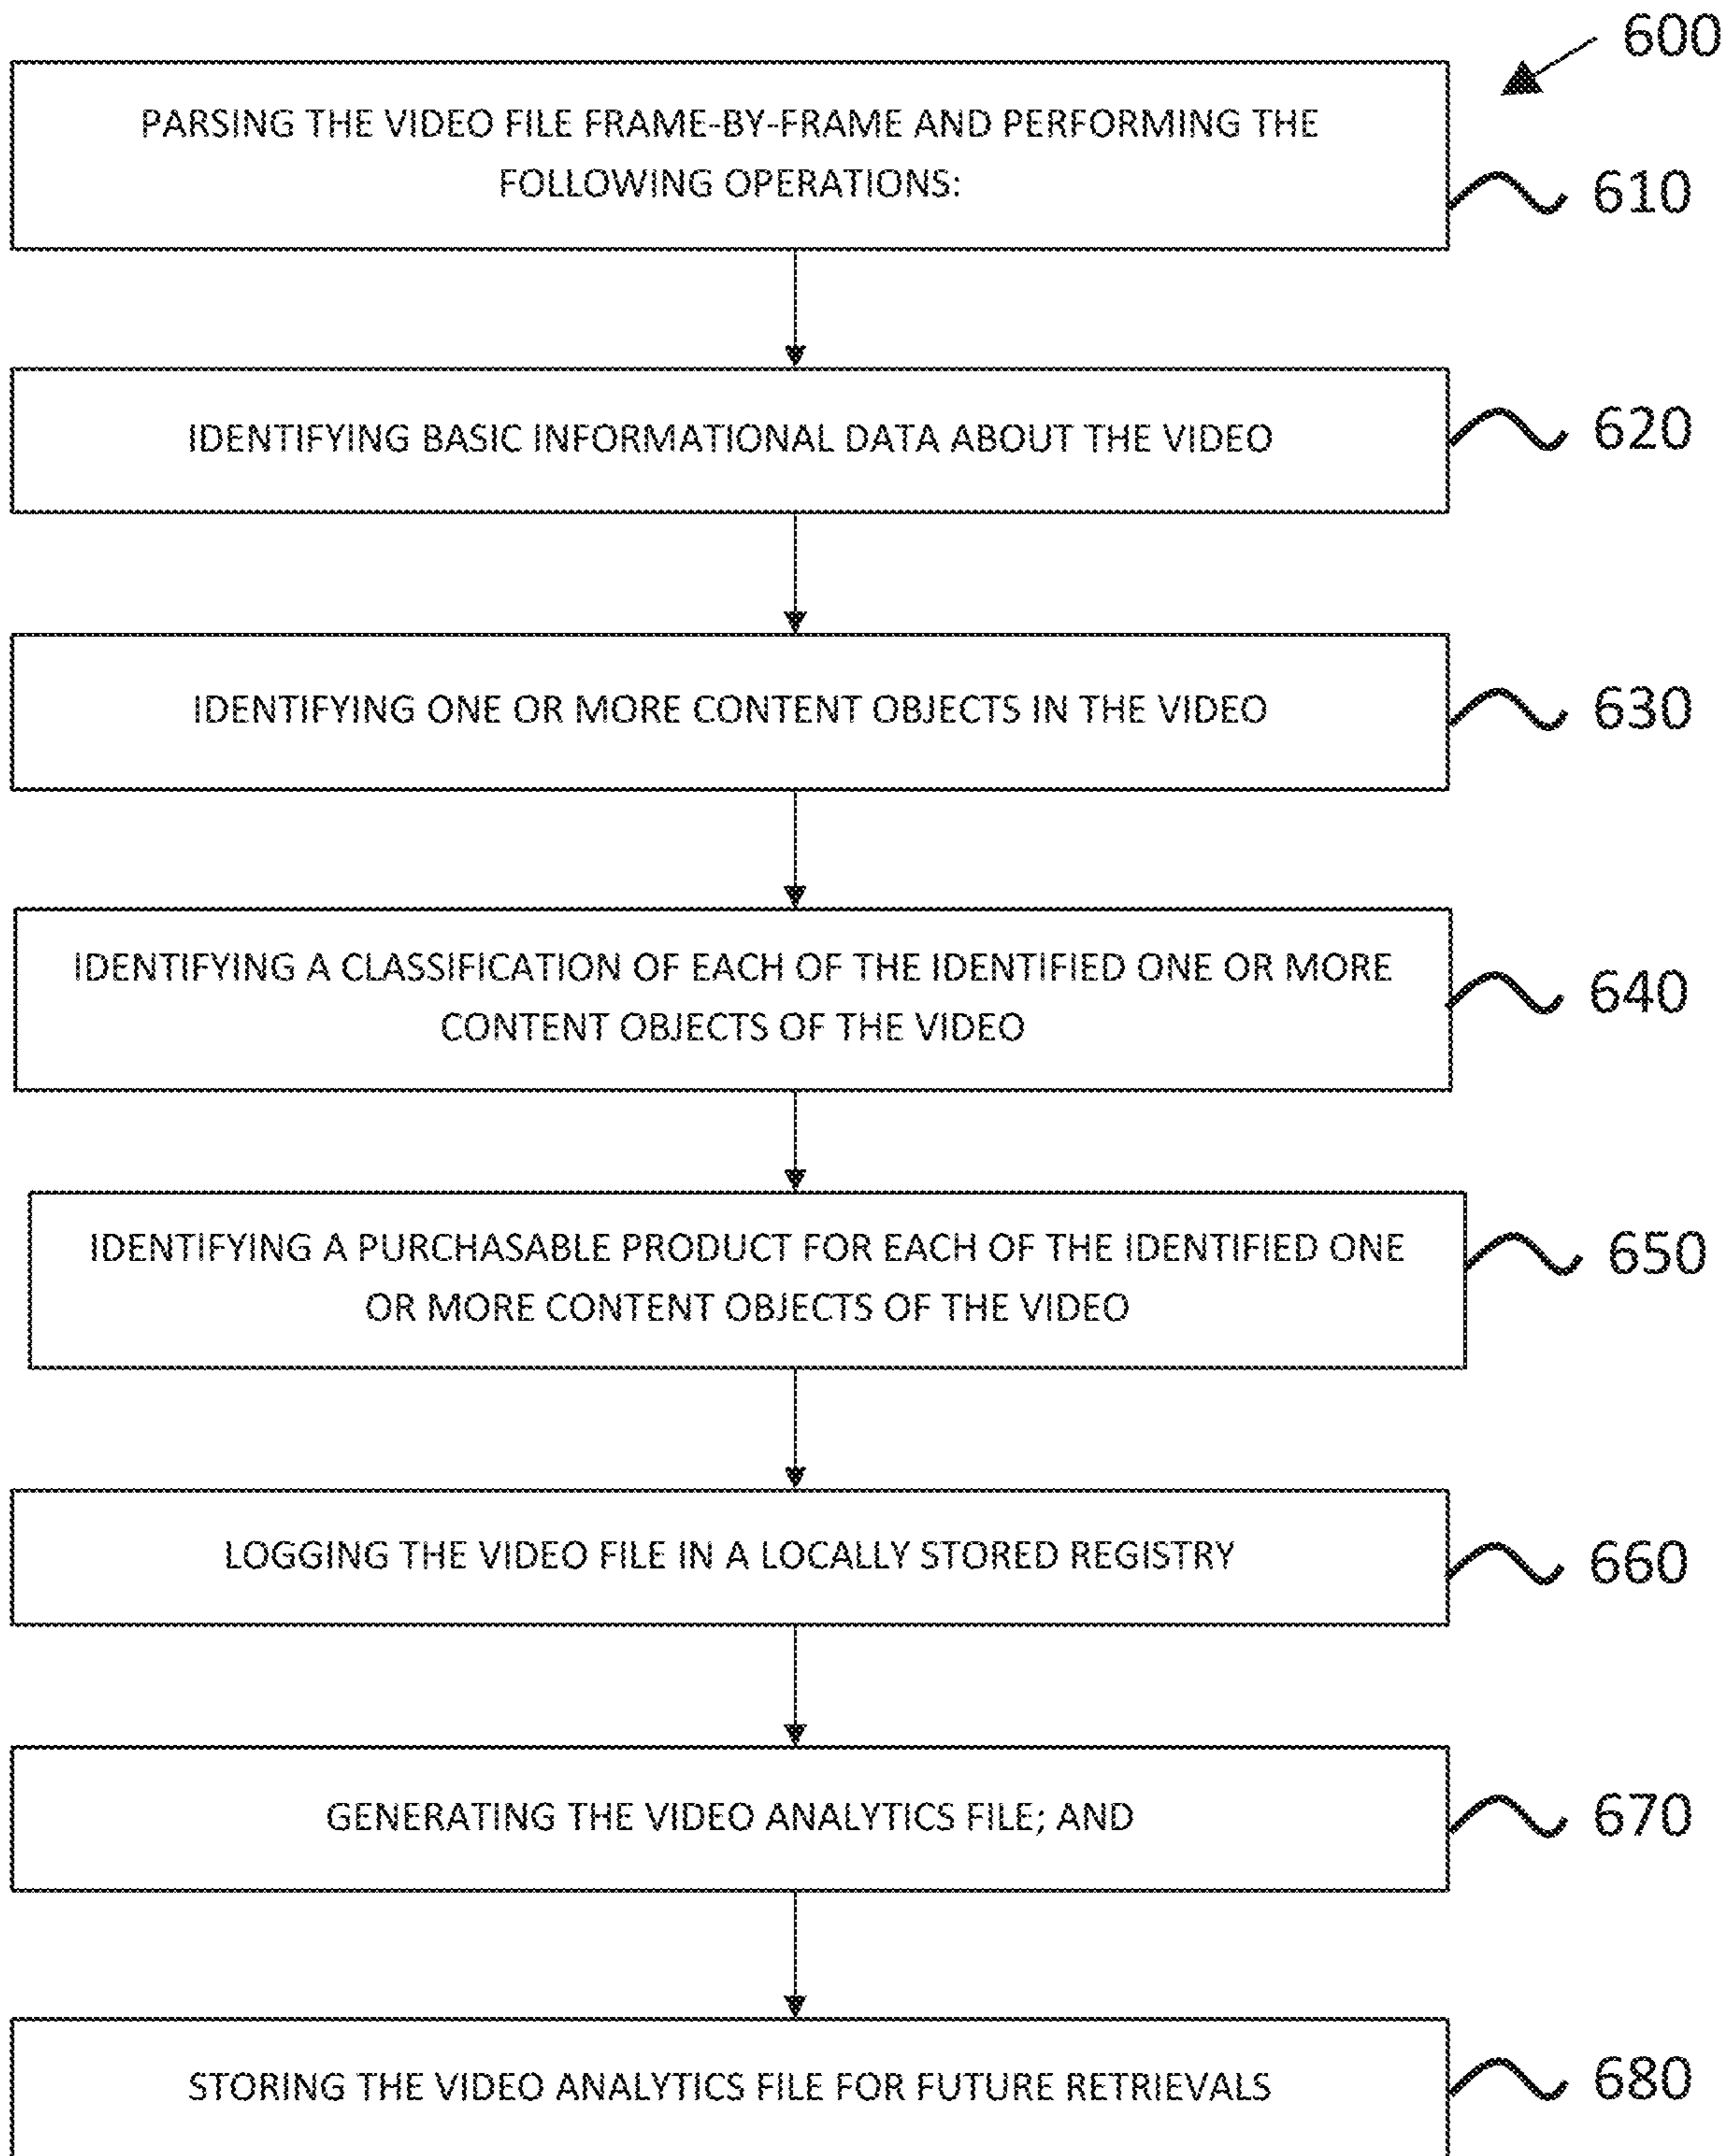 600
PARSING THE VIDEO FILE FRAME-BY-FRAME AND PERFORMING THE
FOLLOWING OPERATIONS:
610
IDENTIFYING BASIC INFORMATIONAL DATA ABOUT THE VIDEO
620
IDENTIFYING ONE OR MORE CONTENT OBJECTS IN THE VIDEO
630
IDENTIFYING A CLASSIFICATION OF EACH OF THE IDENTIFIED ONE OR MORE
CONTENT OBJECTS OF THE VIDEO
640
IDENTIFYING A PURCHASABLE PRODUCT FOR EACH OF THE IDENTIFIED ONE
OR MORE CONTENT OBJECTS OF THE VIDEO
650
LOGGING THE VIDEO FILE IN A LOCALLY STORED REGISTRY
660
GENERATING THE VIDEO ANALYTICS FILE; AND
670
STORING THE VIDEO ANALYTICS FILE FOR FUTURE RETRIEVALS
680